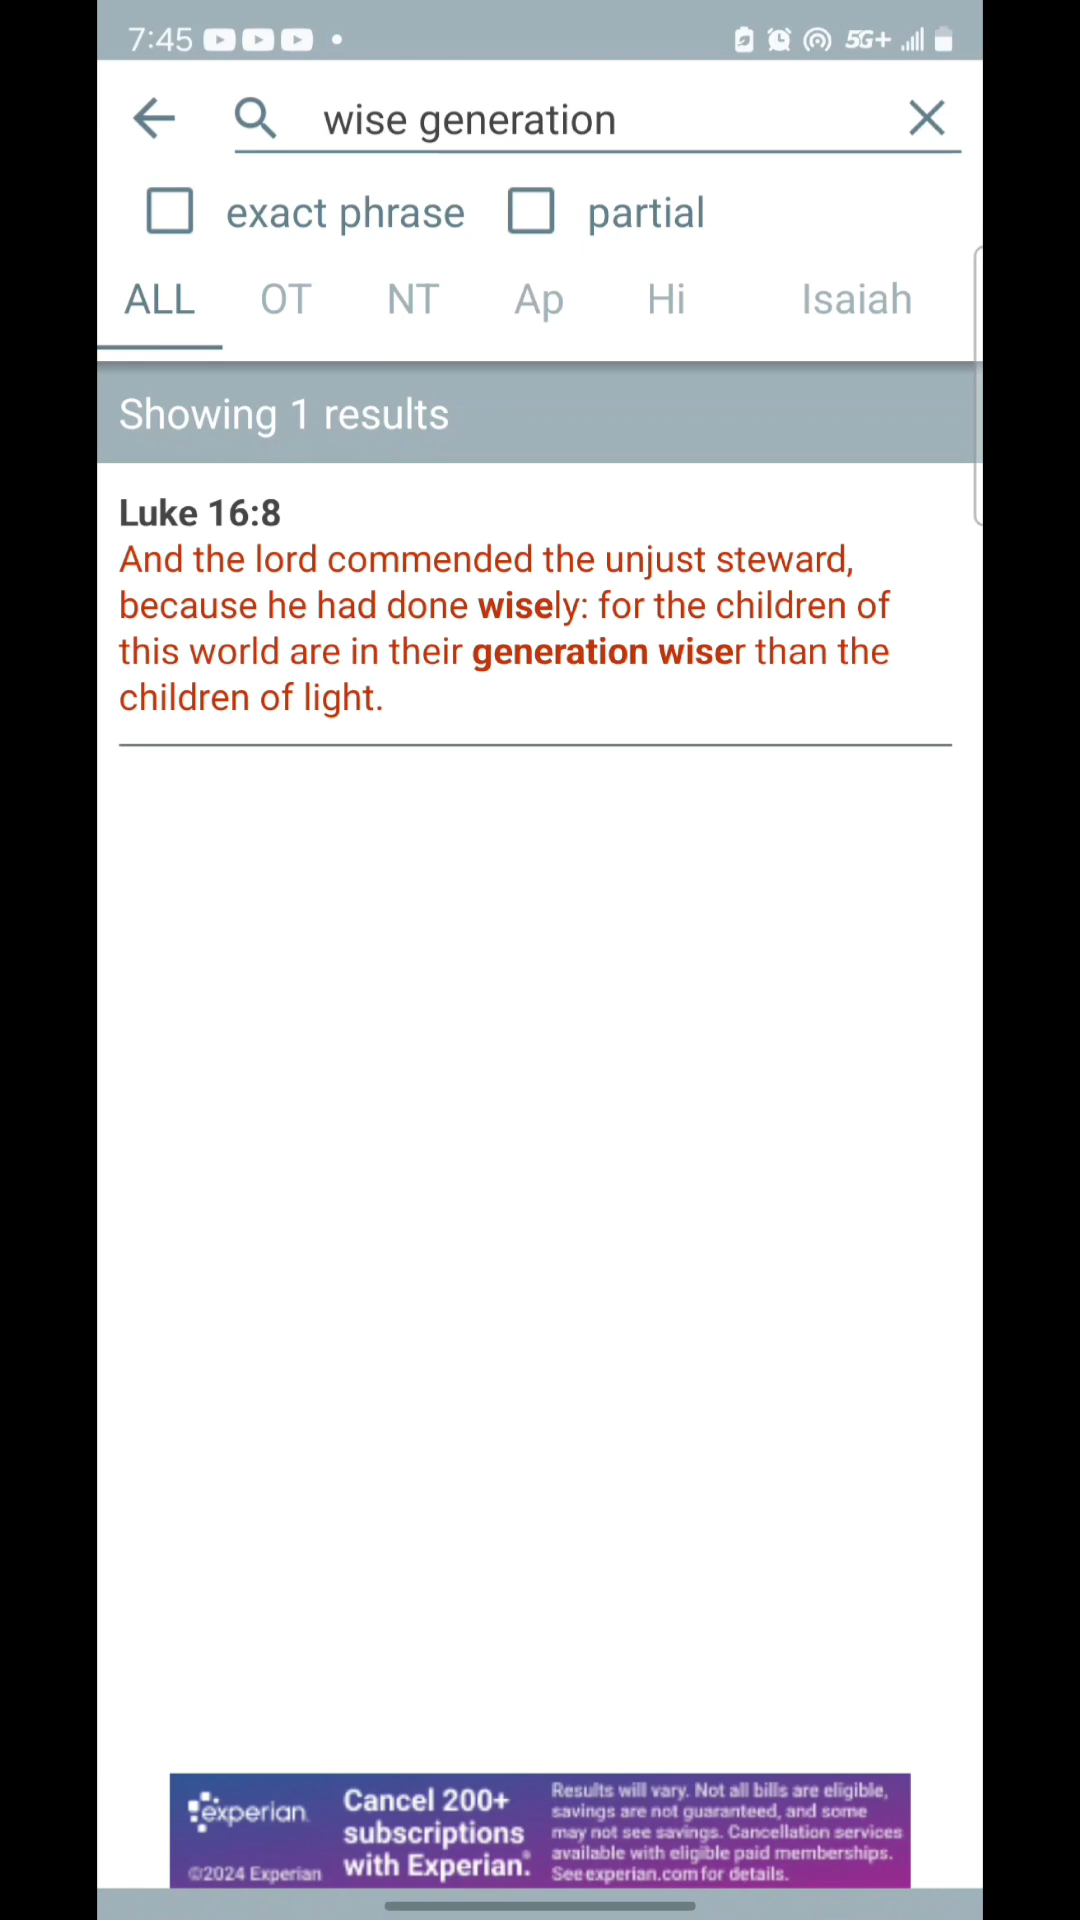 7:45 5G+
wise generation
exact phrase partial
ALL OT NT Ap Hi Isaiah
Showing 1 results
Luke 16:8
And the lord commended the unjust steward,
because he had done wisely: for the children of
this world are in their generation wiser than the
children of light.
experian.
©2024 Experian
Cancel 200+
subscriptions
with Experian.®
Results will vary. Not all bills are eligible,
savings are not guaranteed, and some
may not see savings. Cancellation services
available with eligible paid memberships.
See experian.com for details.